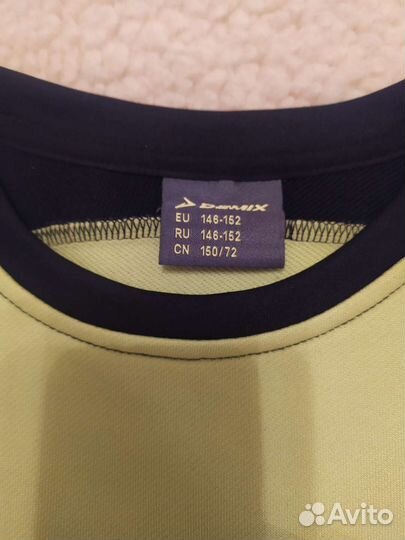 DEMIX
EU 146-152
RU 146-152
CN 150/72
Avito